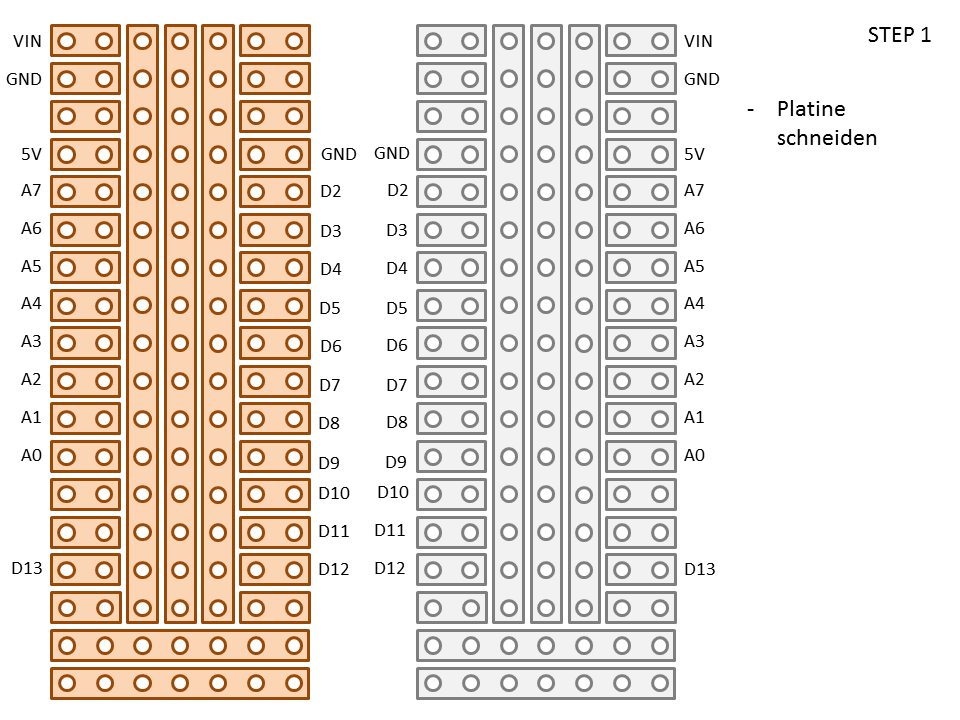 STEP 1
- Platine
schneiden
VIN VIN
GND GND
5V GND GND 5V
A7 D2 D2 A7
A6 D3 D3 A6
A5 D4 D4 A5
A4 D5 D5 A4
A3 D6 D6 A3
A2 D7 D7 A2
A1 D8 D8 A1
A0 D9 D9 A0
D10 D10
D11 D11
D13 D12 D12 D13